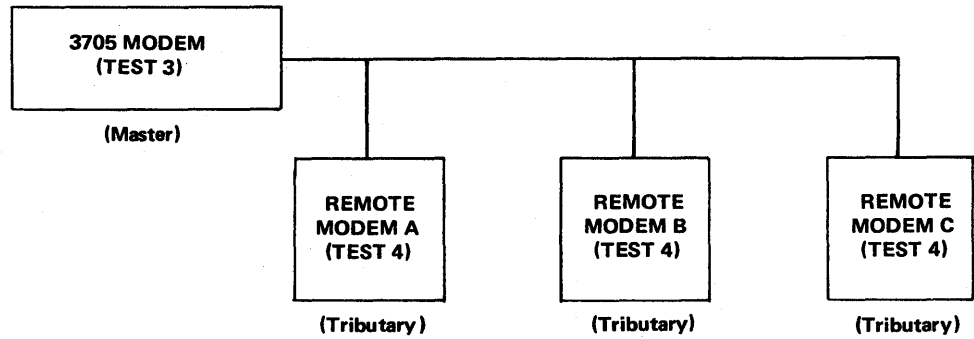 3705 MODEM
(TEST 3)
(Master)
REMOTE
MODEM A
(TEST 4)
(Tributary)
REMOTE
MODEM B
(TEST 4)
(Tributary)
REMOTE
MODEM C
(TEST 4)
(Tributary)